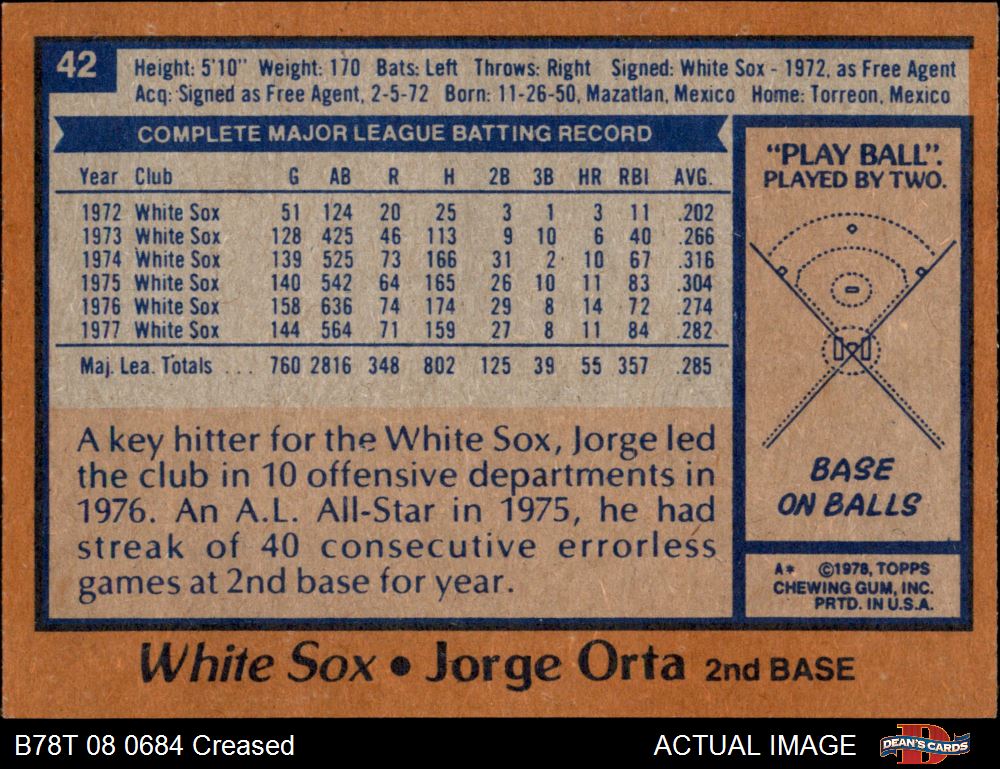 42
Height: 5'10" Weight: 170 Bats: Left Throws: Right Signed: White Sox - 1972, as Free Agent
Acq: Signed as Free Agent, 2-5-72 Born: 11-26-50, Mazatlan, Mexico Home: Torreon, Mexico
COMPLETE MAJOR LEAGUE BATTING RECORD
Year Club G AB R H 2B 3B HR RBI AVG.
1972 White Sox 51 124 20 25 3 1 3 11 .202
1973 White Sox 128 425 46 113 9 10 6 40 .266
1974 White Sox 139 525 73 166 31 2 10 67 .316
1975 White Sox 140 542 64 165 26 10 11 83 .304
1976 White Sox 158 636 74 174 29 8 14 72 .274
1977 White Sox 144 564 71 159 27 8 11 84 .282
Maj. Lea. Totals ... 760 2816 348 802 125 39 55 357 .285
A key hitter for the White Sox, Jorge led
the club in 10 offensive departments in
1976. An A.L. All-Star in 1975, he had
streak of 40 consecutive errorless
games at 2nd base for year.
"PLAY BALL".
PLAYED BY TWO.
BASE
ON BALLS
A* ©1978, TOPPS
CHEWING GUM, INC.
PRTD. IN U.S.A.
White Sox • Jorge Orta 2nd BASE
B78T 08 0684 Creased
ACTUAL IMAGE
DEAN'S CARDS